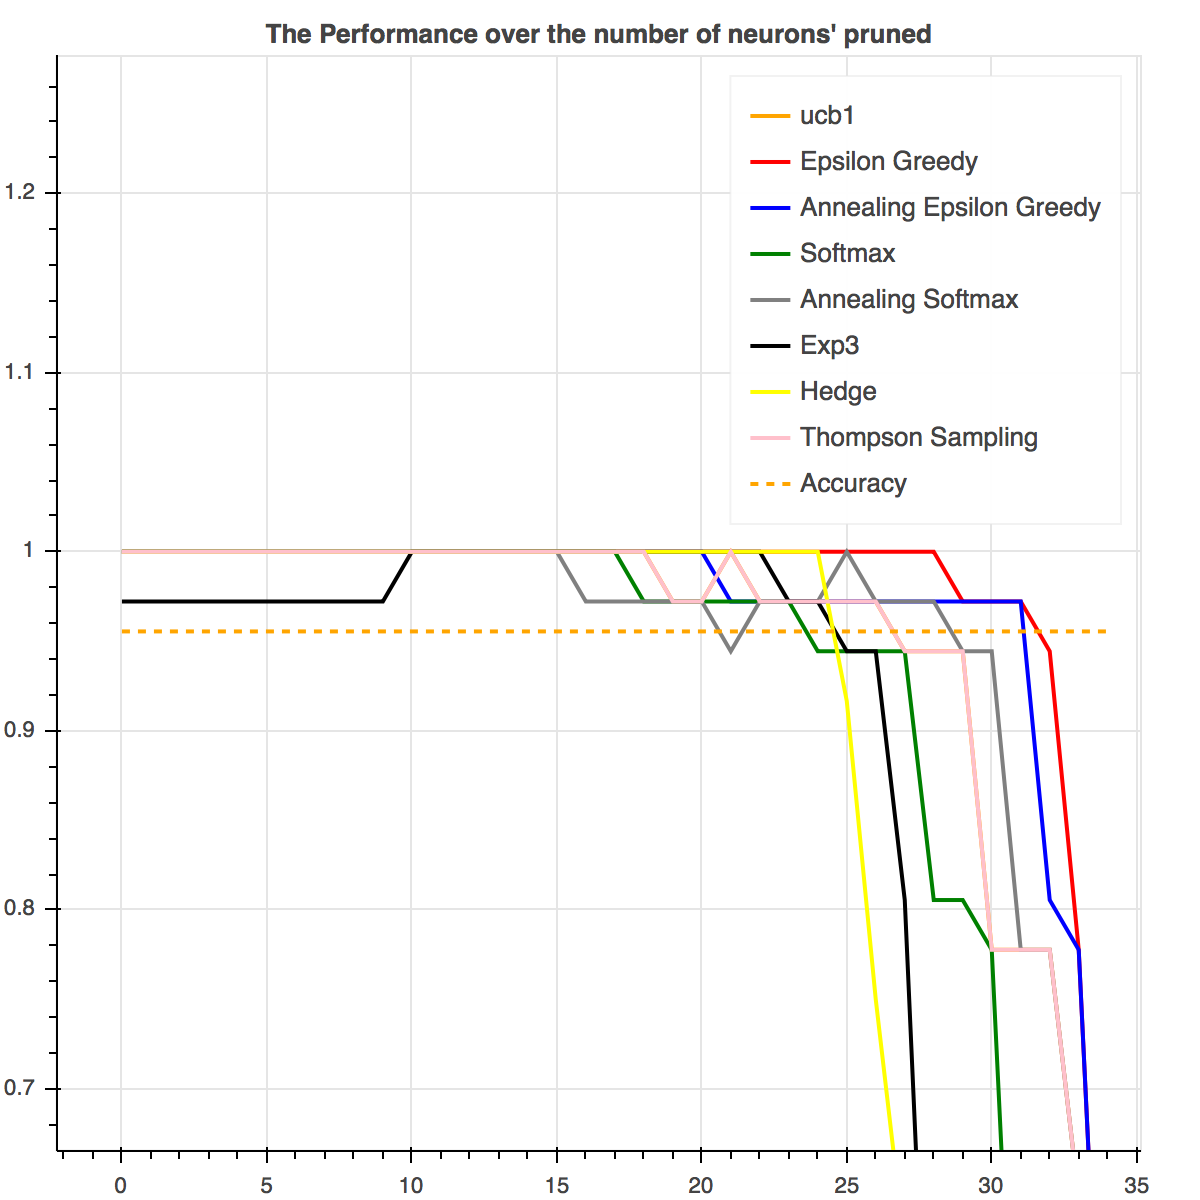 The Performance over the number of neurons' pruned
ucb1
Epsilon Greedy
Annealing Epsilon Greedy
Softmax
Annealing Softmax
Exp3
Hedge
Thompson Sampling
Accuracy
1.2
1.1
1
0.9
0.8
0.7
0 5 10 15 20 25 30 35